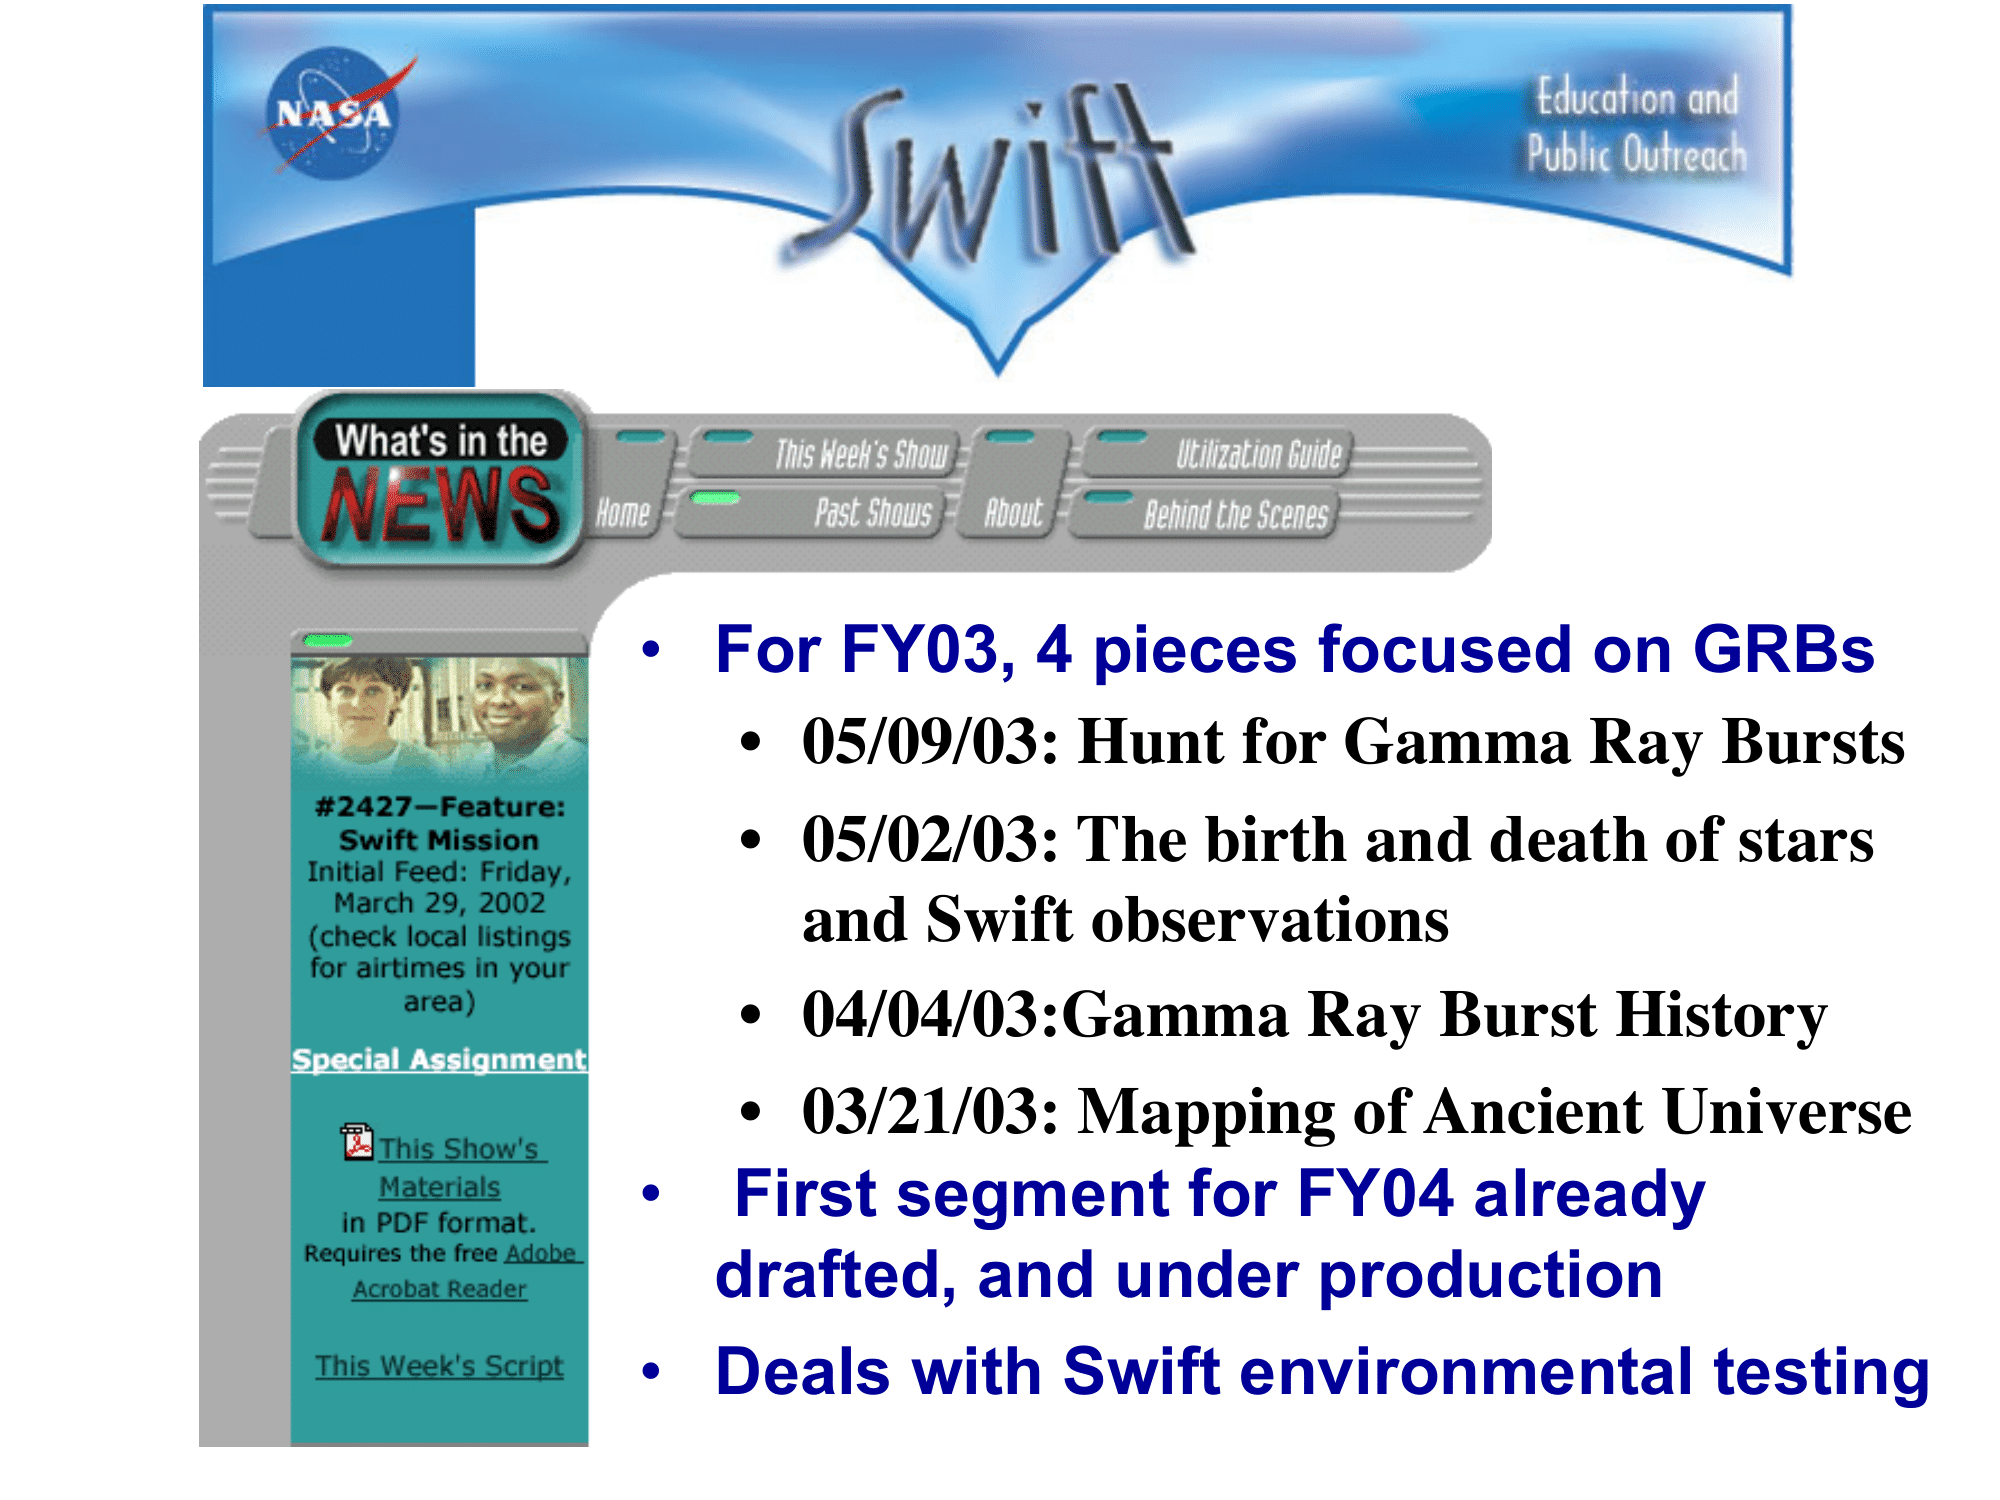 NASA
Swift
Education and
Public Outreach
What's in the
NEWS
Home
This Week's Show
Past Shows
About
Utilization Guide
Behind the Scenes
#2427—Feature:
Swift Mission
Initial Feed: Friday,
March 29, 2002
(check local listings
for airtimes in your
area)
Special Assignment
This Show's
Materials
in PDF format.
Requires the free Adobe
Acrobat Reader
This Week's Script
• For FY03, 4 pieces focused on GRBs
• 05/09/03: Hunt for Gamma Ray Bursts
• 05/02/03: The birth and death of stars
and Swift observations
• 04/04/03:Gamma Ray Burst History
• 03/21/03: Mapping of Ancient Universe
• First segment for FY04 already
drafted, and under production
• Deals with Swift environmental testing